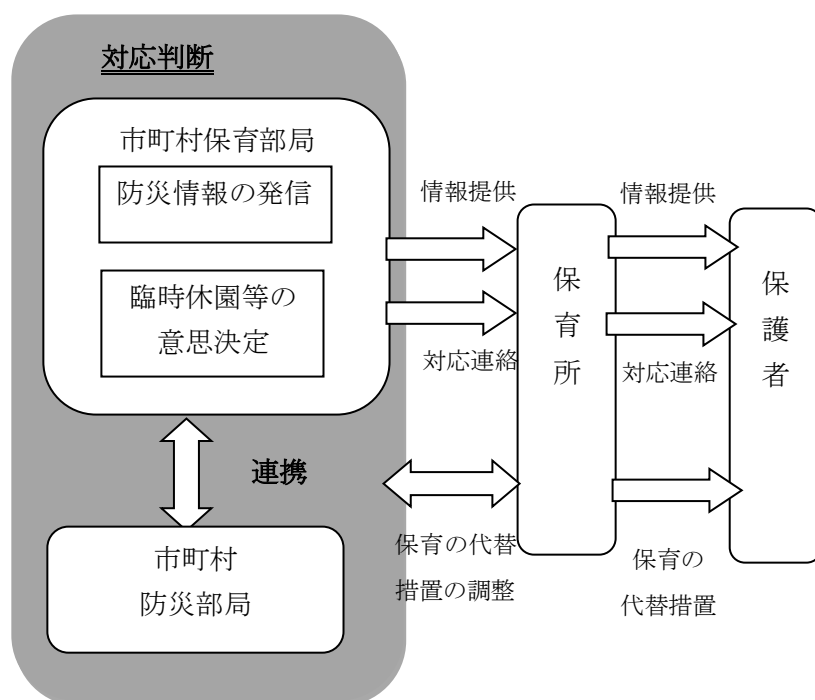 対応判断
市町村保育部局
防災情報の発信
臨時休園等の
意思決定
連携
市町村
防災部局
情報提供
対応連絡
保育の代替
措置の調整
保育所
情報提供
対応連絡
保育の
代替措置
保護者